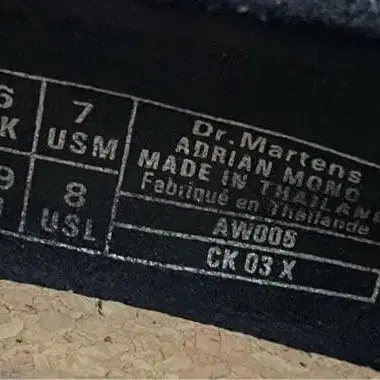 6
K
7
USM
9
8
USL
Dr.Martens
ADRIAN MONO
MADE IN THAILAND
Fabriqué en Thaïlande
AW006
CK 03 X